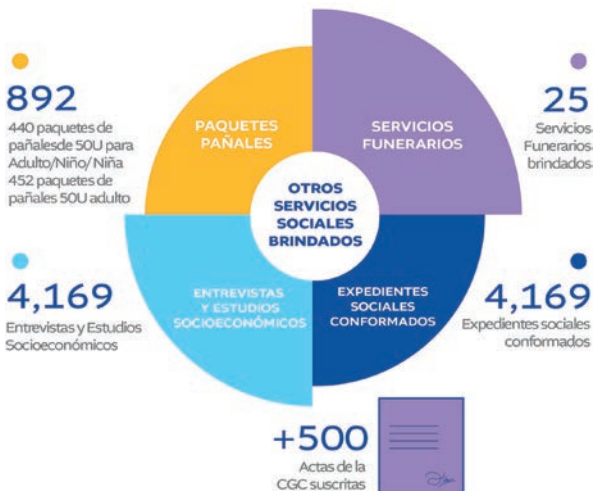 892
440 paquetes de
pañalesde 50U para
Adulto/Niño/ Niña
452 paquetes de
pañales 50U adulto
PAQUETES
PAÑALES
SERVICIOS
FUNERARIOS
25
Servicios
Funerarios
brindados
OTROS
SERVICIOS
SOCIALES
BRINDADOS
4,169
Entrevistas y Estudios
Socioeconómicos
ENTREVISTAS
Y ESTUDIOS
SOCIOECONÓMICOS
EXPEDIENTES
SOCIALES
CONFORMADOS
4,169
Expedientes sociales
conformados
+500
Actas de la
CGC suscritas